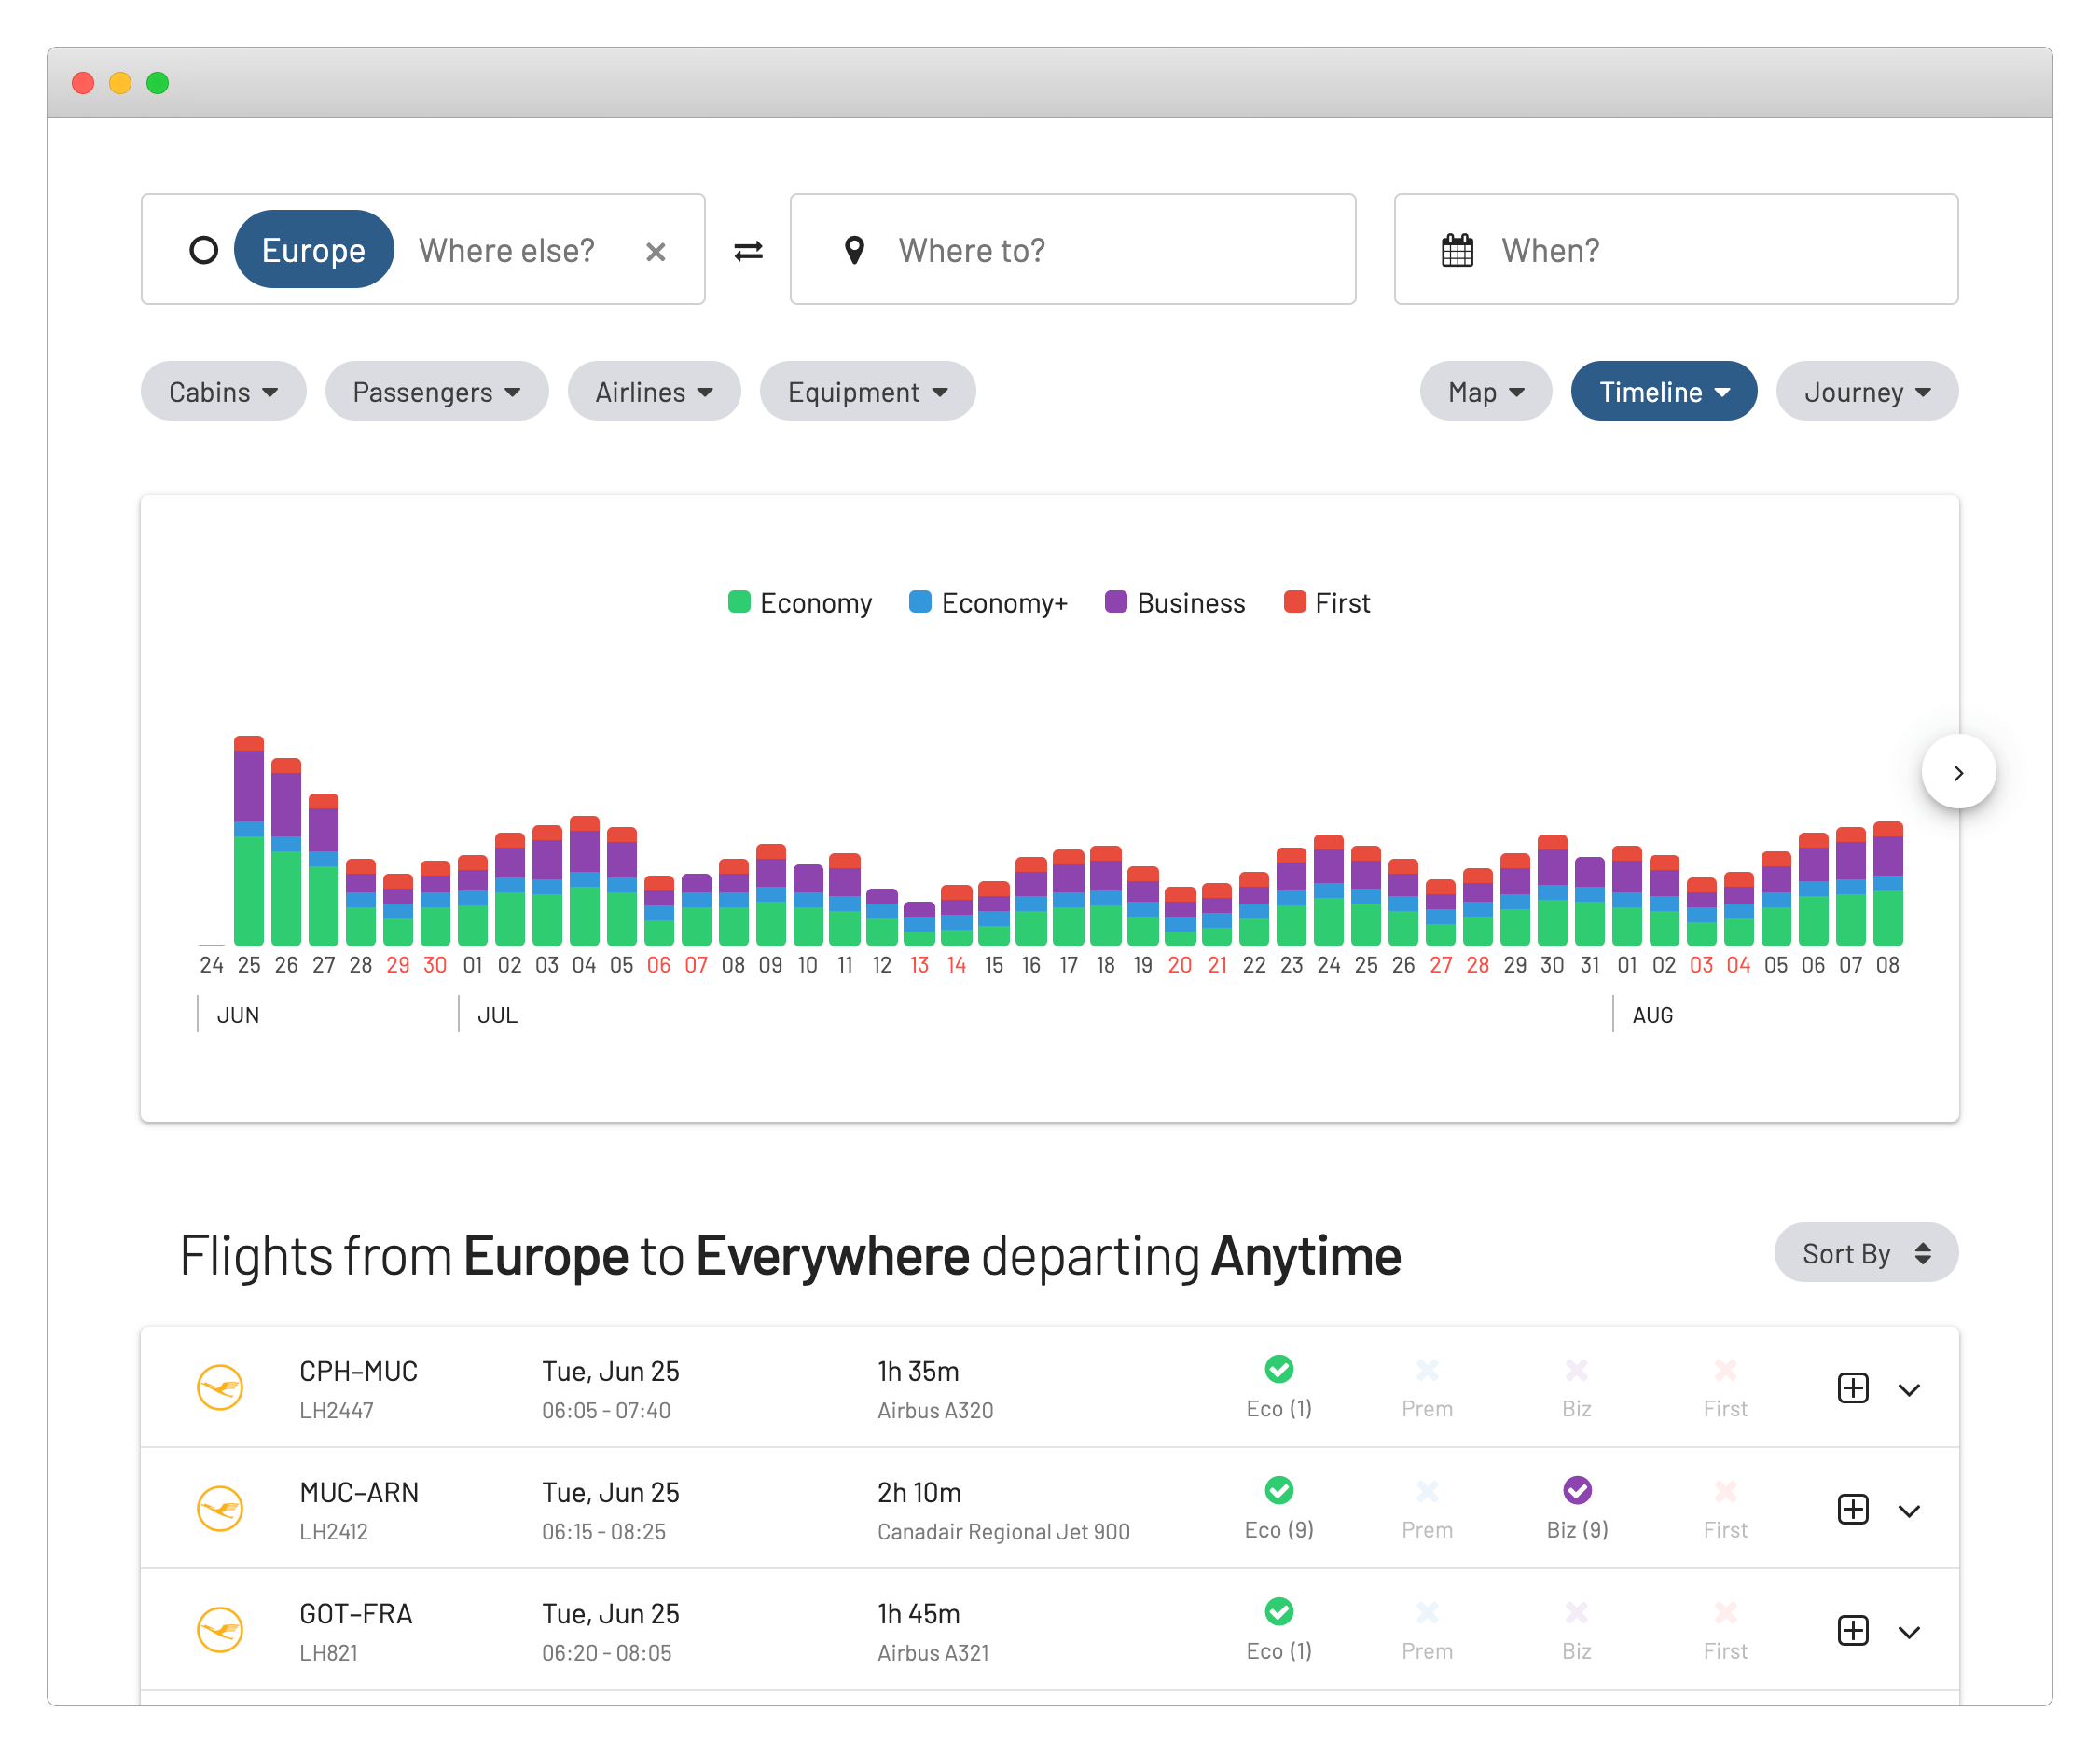 Europe Where else? Where to? When?
Cabins Passengers Airlines Equipment Map Timeline Journey
Economy Economy+ Business First
24 25 26 27 28 29 30 01 02 03 04 05 06 07 08 09 10 11 12 13 14 15 16 17 18 19 20 21 22 23 24 25 26 27 28 29 30 31 01 02 03 04 05 06 07 08
JUN JUL AUG
Flights from Europe to Everywhere departing Anytime Sort By
CPH–MUC Tue, Jun 25 1h 35m
LH2447 06:05 - 07:40 Airbus A320 Eco (1) Prem Biz First
MUC–ARN Tue, Jun 25 2h 10m
LH2412 06:15 - 08:25 Canadair Regional Jet 900 Eco (9) Prem Biz (9) First
GOT–FRA Tue, Jun 25 1h 45m
LH821 06:20 - 08:05 Airbus A321 Eco (1) Prem Biz First